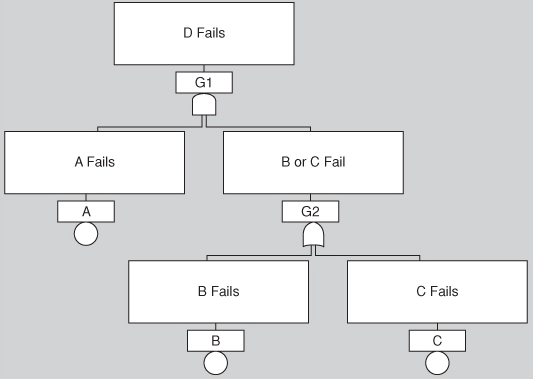 D Fails
G1
A Fails
B or C Fail
A
G2
B Fails
C Fails
B
C